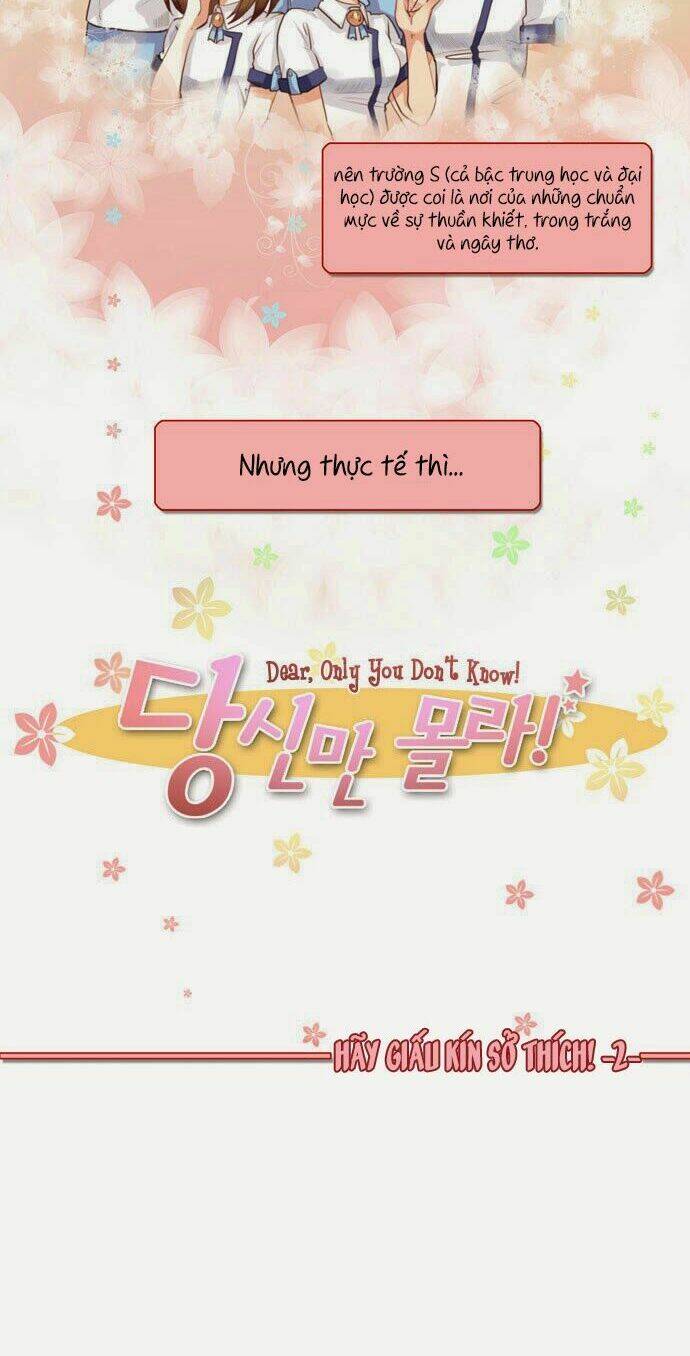 nên trường S (cả bậc trung học và đại
học) được coi là nơi của những chuẩn
mực về sự thuần khiết, trong trắng
và ngây thơ.
Nhưng thực tế thì...
Dear, Only You Don't Know!
당신만 몰라!
HÃY GIẤU KÍN SỞ THÍCH! -2-